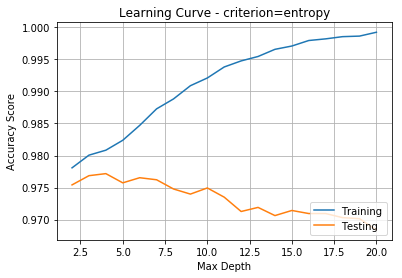 Learning Curve - criterion=entropy
1.000
0.995
0.990
0.985
0.980
0.975
0.970
Accuracy Score
2.5 5.0 7.5 10.0 12.5 15.0 17.5 20.0
Max Depth
Training
Testing